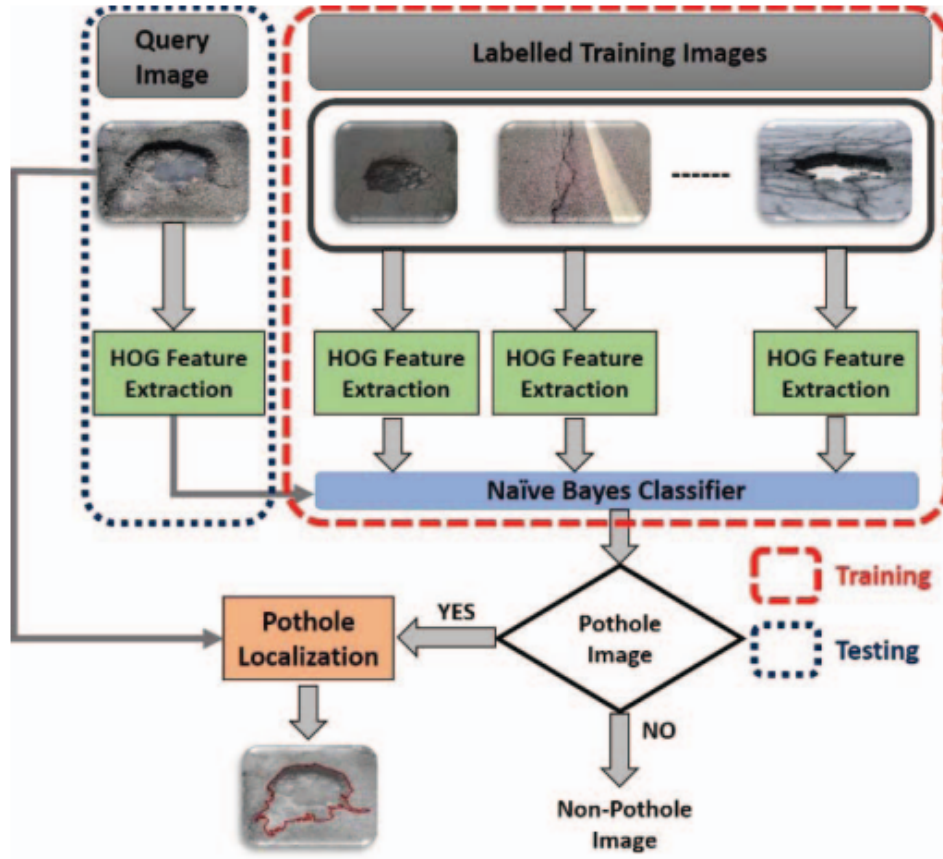 Query
Image
Labelled Training Images
------
HOG Feature
Extraction
HOG Feature
Extraction
HOG Feature
Extraction
HOG Feature
Extraction
Naïve Bayes Classifier
Training
Testing
YES
Pothole
Image
Pothole
Localization
NO
Non-Pothole
Image